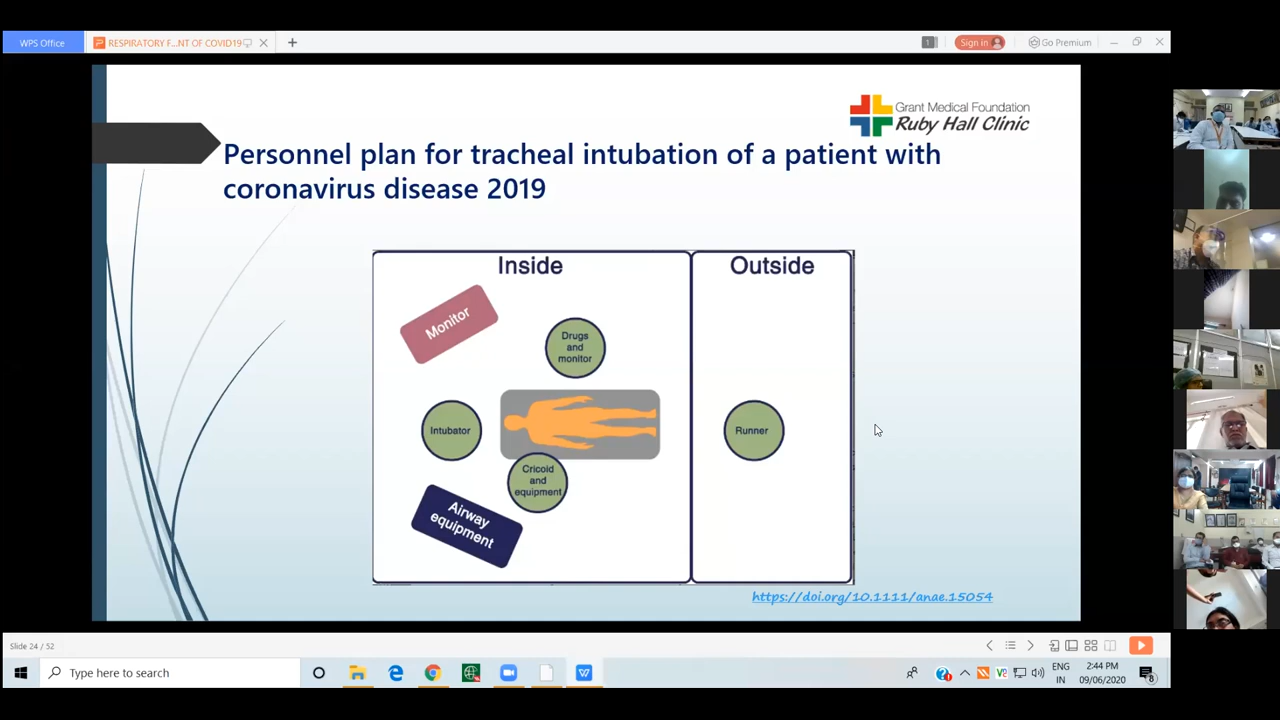 WPS Office
RESPIRATORY F...NT OF COVID19
1
Sign in
Go Premium
Grant Medical Foundation
Ruby Hall Clinic
Personnel plan for tracheal intubation of a patient with
coronavirus disease 2019
Inside
Outside
Monitor
Drugs
and
monitor
Intubator
Runner
Cricoid
and
equipment
Airway
equipment
https://doi.org/10.1111/anae.15054
Slide 24 / 52
Type here to search
ENG
IN
2:44 PM
09/06/2020
8